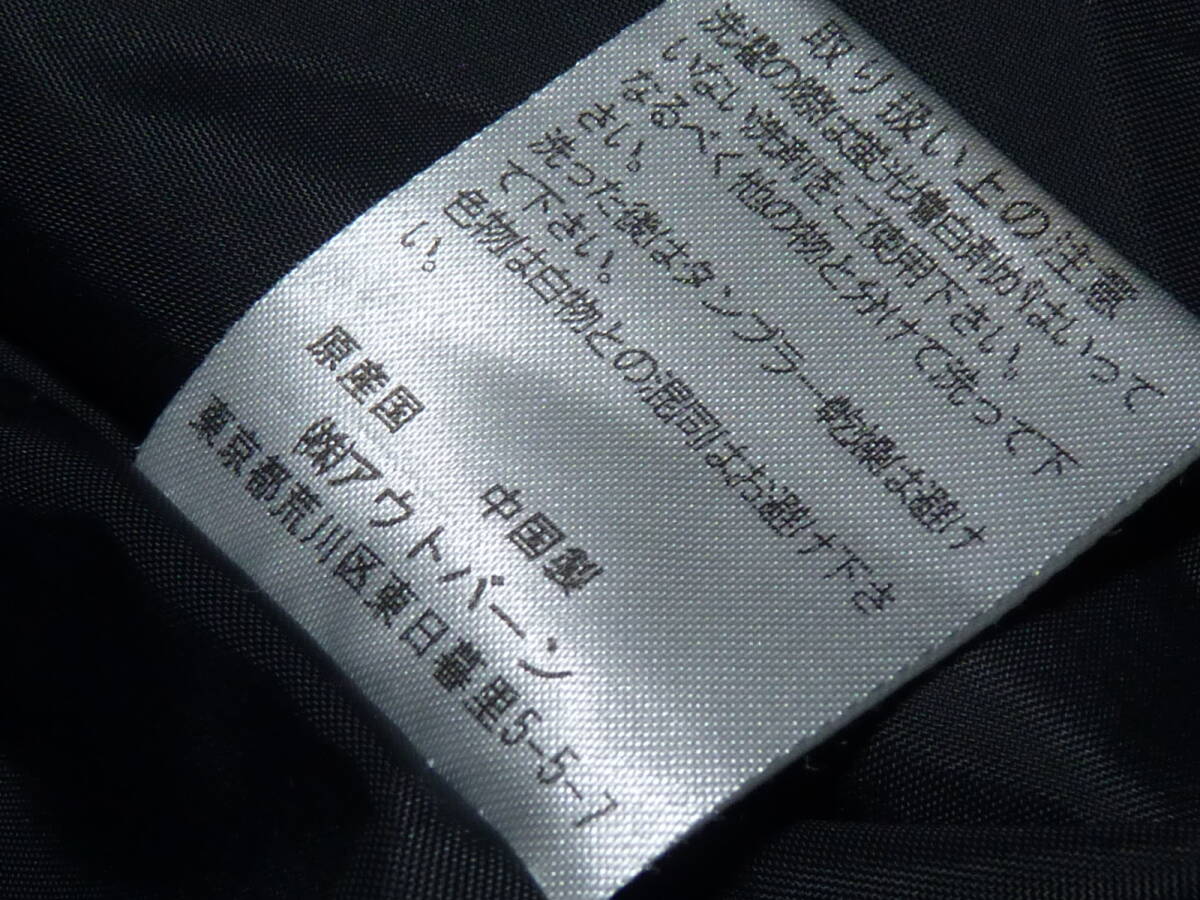 取り扱い上の注意
洗濯の際は蛍光増白剤がはいって
いない洗剤をご使用下さい。
なるべく他の物と分けて洗って下
さい。
洗った後はタンブラー乾燥は避け
て下さい。
色物は白物との混同はお避け下さ
い。
原産国 中国製
㈱アウトバーン
東京都荒川区東日暮里5-5-7